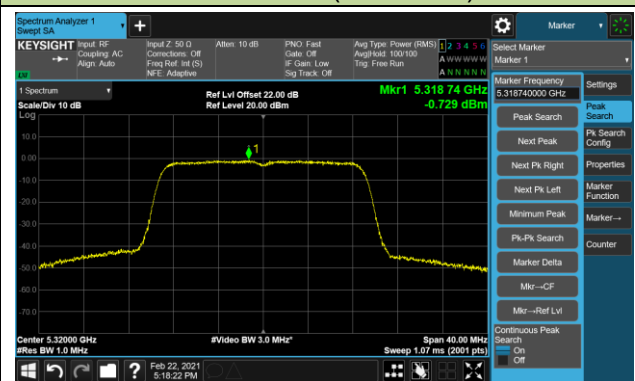 Spectrum Analyzer 1
Swept SA
Marker
KEYSIGHT
Input: RF
Coupling: AC
Align: Auto
Input Z: 50 Ω
Corrections: Off
Freq Ref: Int (S)
NFE: Adaptive
Atten: 10 dB
PNO: Fast
Gate: Off
IF Gain: Low
Sig Track: Off
Avg Type: Power (RMS)
Avg|Hold: 100/100
Trig: Free Run
1 2 3 4 5 6
A W W W W W
A N N N N N
Select Marker
Marker 1
1 Spectrum
Scale/Div 10 dB
Log
Ref Lvl Offset 22.00 dB
Ref Level 20.00 dBm
Mkr1 5.318 74 GHz
-0.729 dBm
10.0
0.00
-10.0
-20.0
-30.0
-40.0
-50.0
-60.0
-70.0
1
Center 5.32000 GHz
#Res BW 1.0 MHz
#Video BW 3.0 MHz*
Span 40.00 MHz
Sweep 1.07 ms (2001 pts)
Marker Frequency
5.318740000 GHz
Peak Search
Next Peak
Next Pk Right
Next Pk Left
Minimum Peak
Pk-Pk Search
Marker Delta
Mkr→CF
Mkr→Ref Lvl
Continuous Peak
Search
On
Off
Settings
Peak
Search
Pk Search
Config
Properties
Marker
Function
Marker→
Counter
Feb 22, 2021
5:18:22 PM